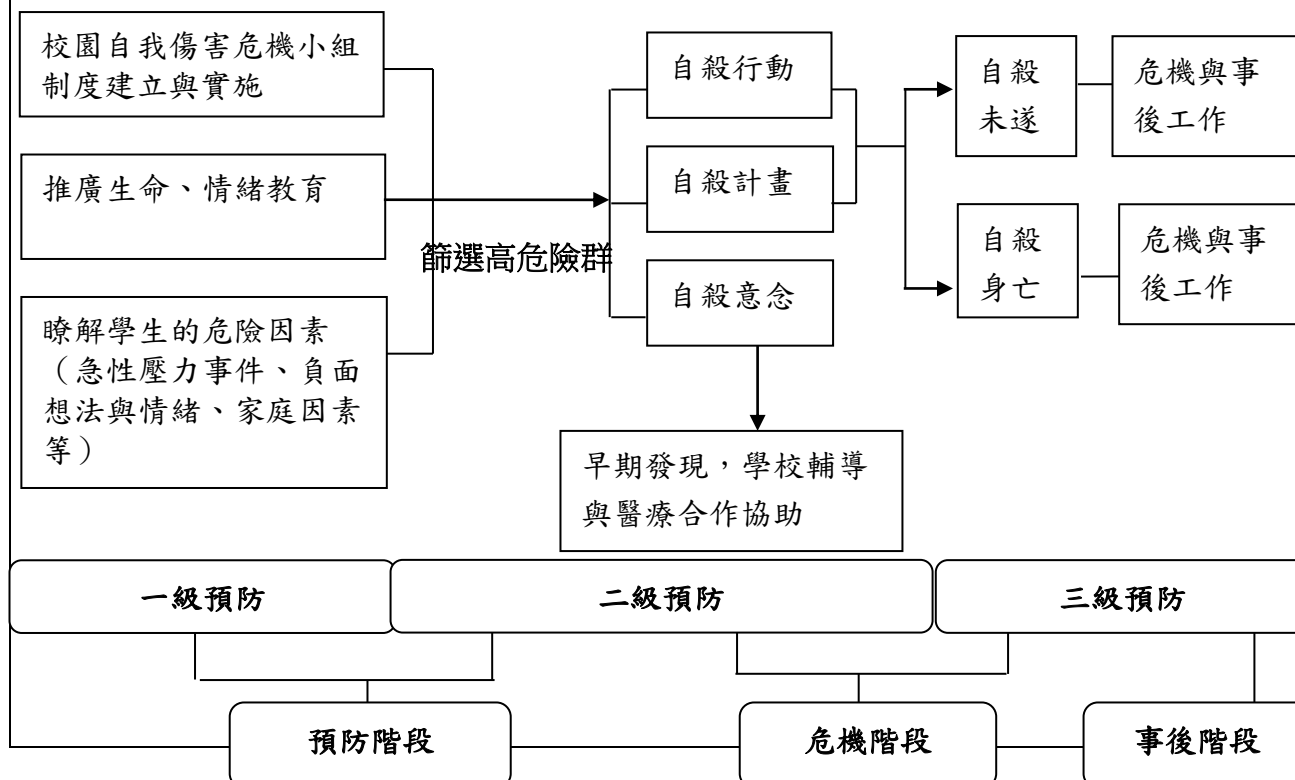 校園自我傷害危機小組
制度建立與實施
推廣生命、情緒教育
瞭解學生的危險因素
（急性壓力事件、負面
想法與情緒、家庭因素
等）
篩選高危險群
自殺行動
自殺計畫
自殺意念
早期發現，學校輔導
與醫療合作協助
自殺
未遂
危機與事
後工作
自殺
身亡
危機與事
後工作
一級預防
二級預防
三級預防
預防階段
危機階段
事後階段